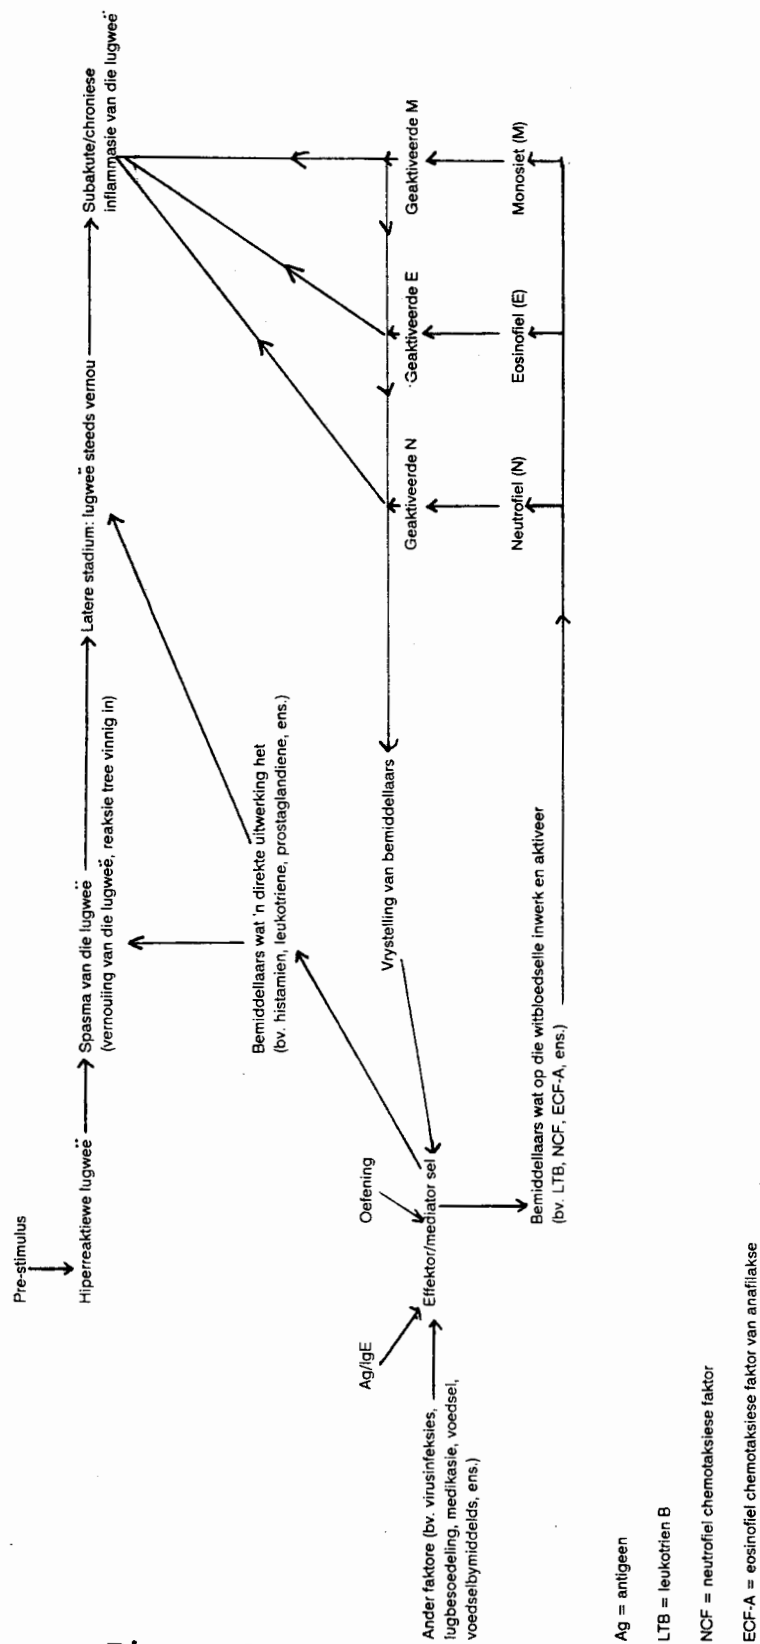 Pre-stimulus
Hiperreaktiewe lugweë
Spasma van die lugweë
(vernouiing van die lugweë, reaksie tree vinnig in)
Latere stadium: lugweë steeds vernou
Subakute/chroniese
inflammasie van die lugweë
Bemiddellaars wat 'n direkte uitwerking het
(bv. histamien, leukotriene, prostaglandiene, ens.)
Ag/IgE
Oefening
Vrystelling van bemiddellaars
Geaktiveerde N
Geaktiveerde E
Geaktiveerde M
Ander faktore (bv. virusinfeksies,
lugbesoedeling, medikasie, voedsel,
voedselbymiddelds, ens.)
Effektor/mediator sel
Neutrofiel (N)
Eosinofiel (E)
Monosiet (M)
Bemiddellaars wat op die witbloedselle inwerk en aktiveer
(bv. LTB, NCF, ECF-A, ens.)
Ag = antigeen
LTB = leukotrien B
NCF = neutrofiel chemotaksiese faktor
ECF-A = eosinofiel chemotaksiese faktor van anafilakse